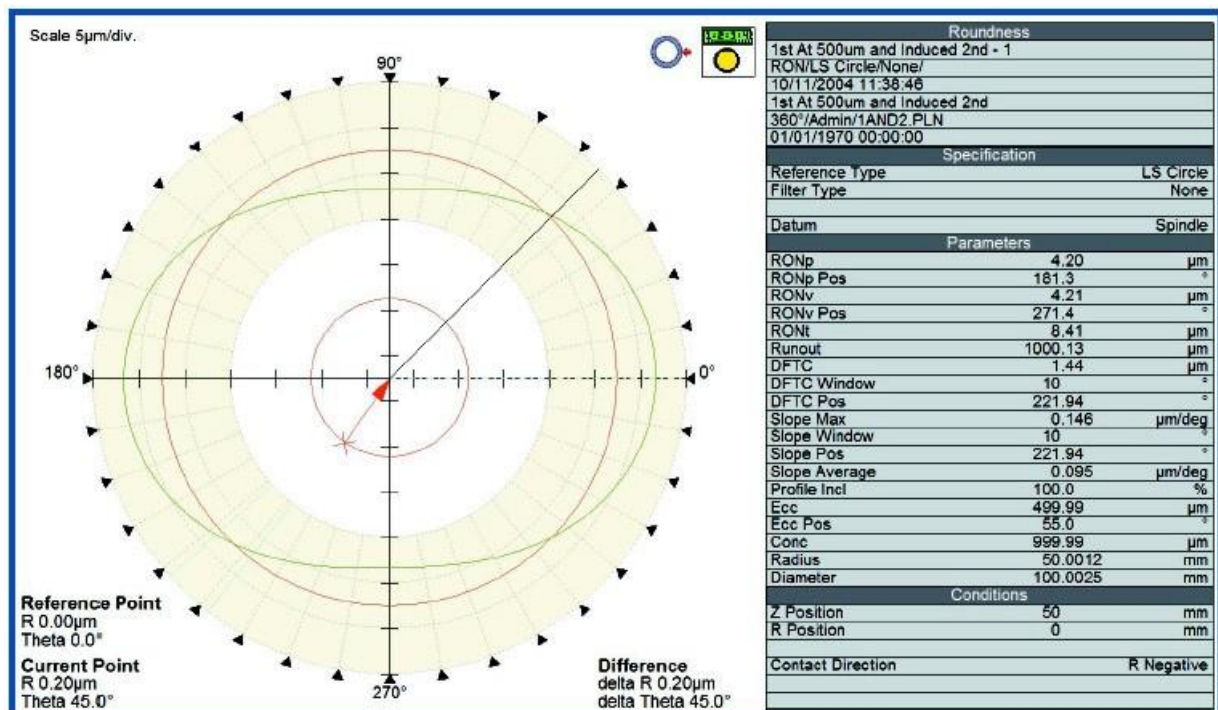 Scale 5µm/div.
90°
180°
0°
270°
Reference Point
R 0.00µm
Theta 0.0°
Current Point
R 0.20µm
Theta 45.0°
Difference
delta R 0.20µm
delta Theta 45.0°
Roundness
1st At 500um and Induced 2nd - 1
RON/LS Circle/None/
10/11/2004 11:38:46
1st At 500um and Induced 2nd
360°/Admin/1AND2.PLN
01/01/1970 00:00:00
Specification
Reference Type LS Circle
Filter Type None
Datum Spindle
Parameters
RONp 4.20 µm
RONp Pos 181.3 °
RONv 4.21 µm
RONv Pos 271.4 °
RONt 8.41 µm
Runout 1000.13 µm
DFTC 1.44 µm
DFTC Window 10 °
DFTC Pos 221.94 °
Slope Max 0.146 µm/deg
Slope Window 10 °
Slope Pos 221.94 °
Slope Average 0.095 µm/deg
Profile Incl 100.0 %
Ecc 499.99 µm
Ecc Pos 55.0 °
Conc 999.99 µm
Radius 50.0012 mm
Diameter 100.0025 mm
Conditions
Z Position 50 mm
R Position 0 mm
Contact Direction R Negative